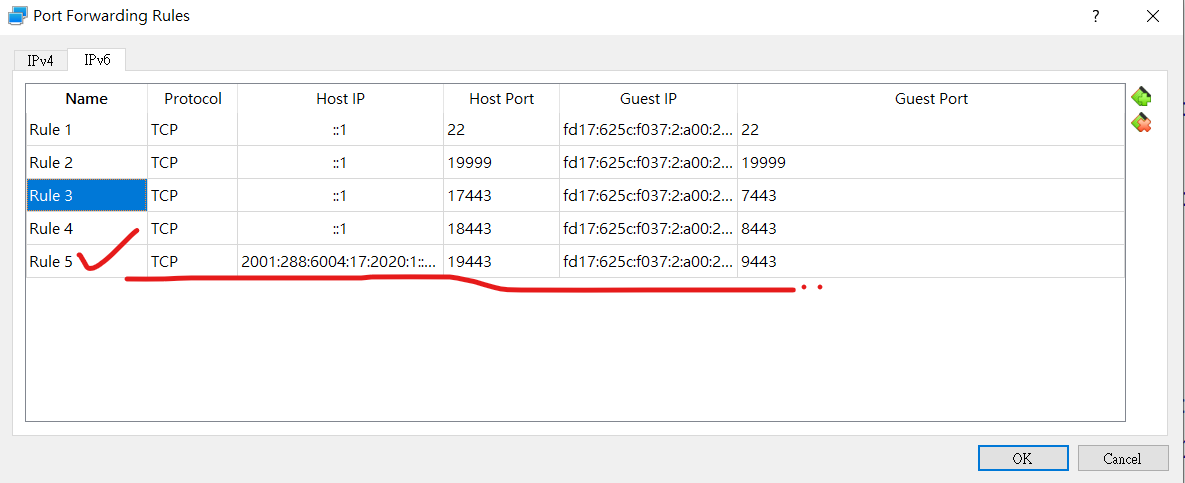 Port Forwarding Rules ?
IPv4 IPv6
Name Protocol Host IP Host Port Guest IP Guest Port
Rule 1 TCP ::1 22 fd17:625c:f037:2:a00:2... 22
Rule 2 TCP ::1 19999 fd17:625c:f037:2:a00:2... 19999
Rule 3 TCP ::1 17443 fd17:625c:f037:2:a00:2... 7443
Rule 4 TCP ::1 18443 fd17:625c:f037:2:a00:2... 8443
Rule 5 TCP 2001:288:6004:17:2020:1::... 19443 fd17:625c:f037:2:a00:2... 9443
OK Cancel